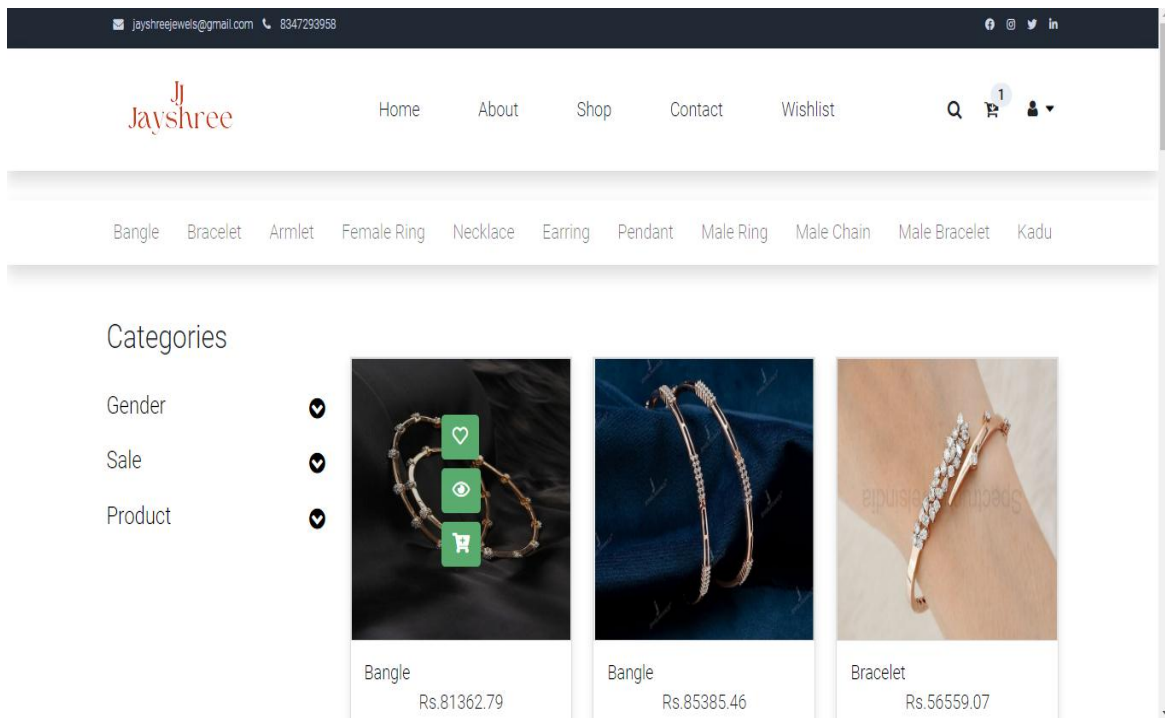 jayshreejewels@gmail.com 8347293958
JJ
Jayshree
Home About Shop Contact Wishlist
1
Bangle Bracelet Armlet Female Ring Necklace Earring Pendant Male Ring Male Chain Male Bracelet Kadu
Categories
Gender
Sale
Product
Bangle
Rs.81362.79
Bangle
Rs.85385.46
Bracelet
Rs.56559.07